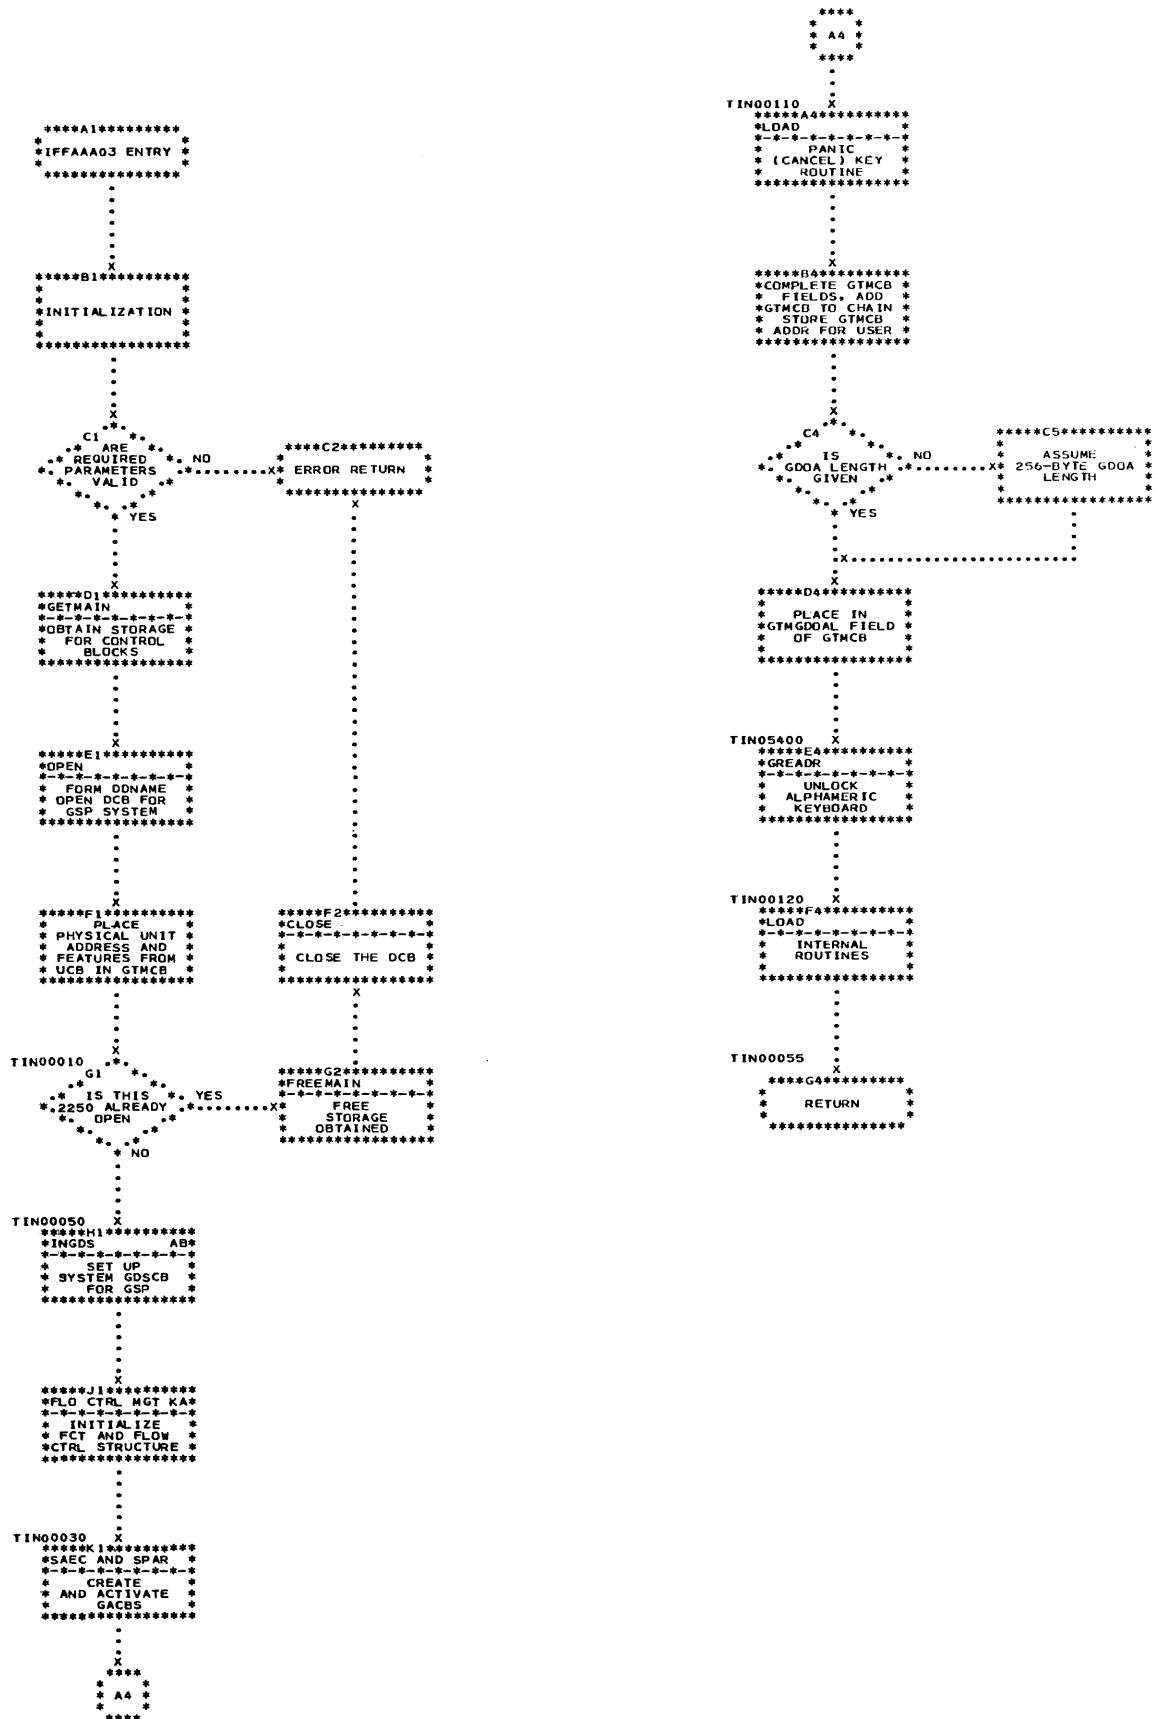 A1
IFFAAA03 ENTRY
B1
INITIALIZATION
C1
ARE
REQUIRED
PARAMETERS
VALID
NO
YES
C2
ERROR RETURN
D1
GETMAIN
OBTAIN STORAGE
FOR CONTROL
BLOCKS
E1
OPEN
FORM DDNAME
OPEN DCB FOR
GSP SYSTEM
F1
PLACE
PHYSICAL UNIT
ADDRESS AND
FEATURES FROM
UCB IN GTMCB
F2
CLOSE
CLOSE THE DCB
TIN00010
G1
IS THIS
2250 ALREADY
OPEN
YES
NO
G2
FREEMAIN
FREE
STORAGE
OBTAINED
TIN00050
H1
INGDS AB
SET UP
SYSTEM GDSCB
FOR GSP
J1
FLO CTRL MGT KA
INITIALIZE
FCT AND FLOW
CTRL STRUCTURE
TIN00030
K1
SAEC AND SPAR
CREATE
AND ACTIVATE
GACBS
A4
A4
TIN00110
A4
LOAD
PANIC
(CANCEL) KEY
ROUTINE
B4
COMPLETE GTMCB
FIELDS, ADD
GTMCB TO CHAIN
STORE GTMCB
ADDR FOR USER
C4
IS
GDOA LENGTH
GIVEN
NO
YES
C5
ASSUME
256-BYTE GDOA
LENGTH
D4
PLACE IN
GTMGDOAL FIELD
OF GTMCB
TIN05400
E4
GREADR
UNLOCK
ALPHAMERIC
KEYBOARD
TIN00120
F4
LOAD
INTERNAL
ROUTINES
TIN00055
G4
RETURN